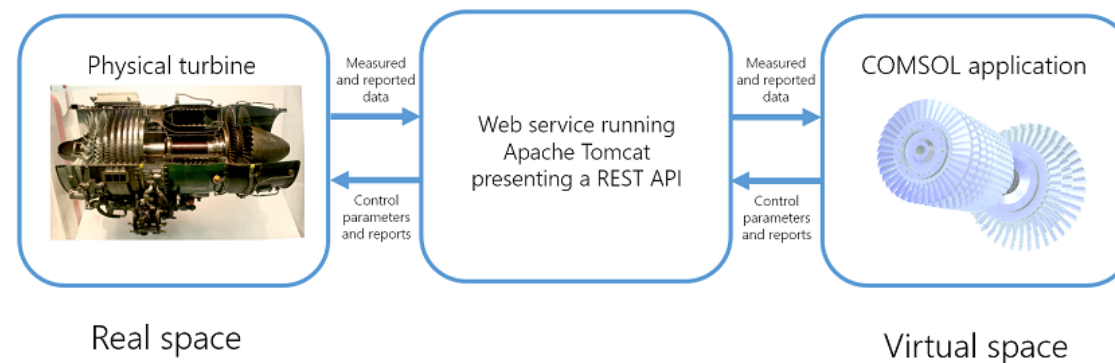 Physical turbine
Measured
and reported
data
Control
parameters
and reports
Web service running
Apache Tomcat
presenting a REST API
Measured
and reported
data
Control
parameters
and reports
COMSOL application
Real space
Virtual space